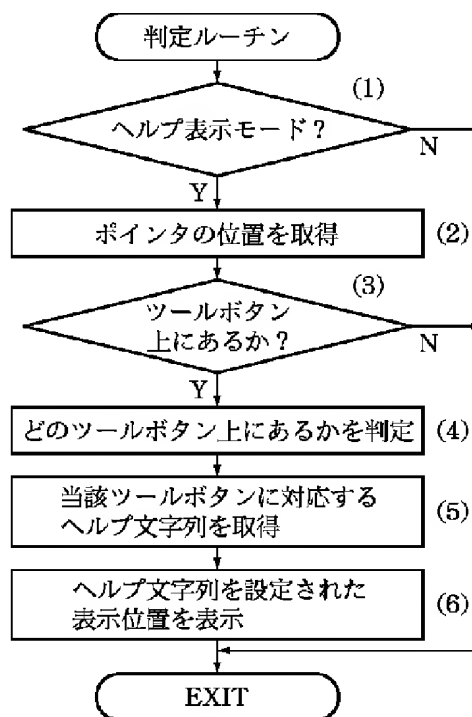 判定ルーチン
(1)
ヘルプ表示モード？
N
Y
ポインタの位置を取得
(2)
(3)
ツールボタン
上にあるか？
N
Y
どのツールボタン上にあるかを判定
(4)
当該ツールボタンに対応する
ヘルプ文字列を取得
(5)
ヘルプ文字列を設定された
表示位置を表示
(6)
EXIT